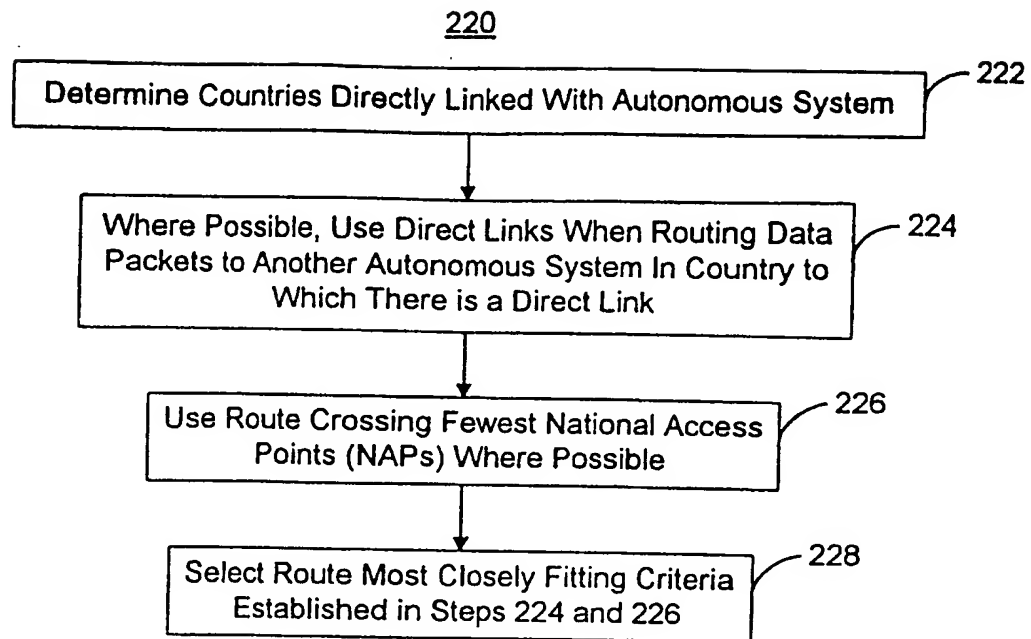 220
Determine Countries Directly Linked With Autonomous System
222
Where Possible, Use Direct Links When Routing Data
Packets to Another Autonomous System In Country to
Which There is a Direct Link
224
Use Route Crossing Fewest National Access
Points (NAPs) Where Possible
226
Select Route Most Closely Fitting Criteria
Established in Steps 224 and 226
228